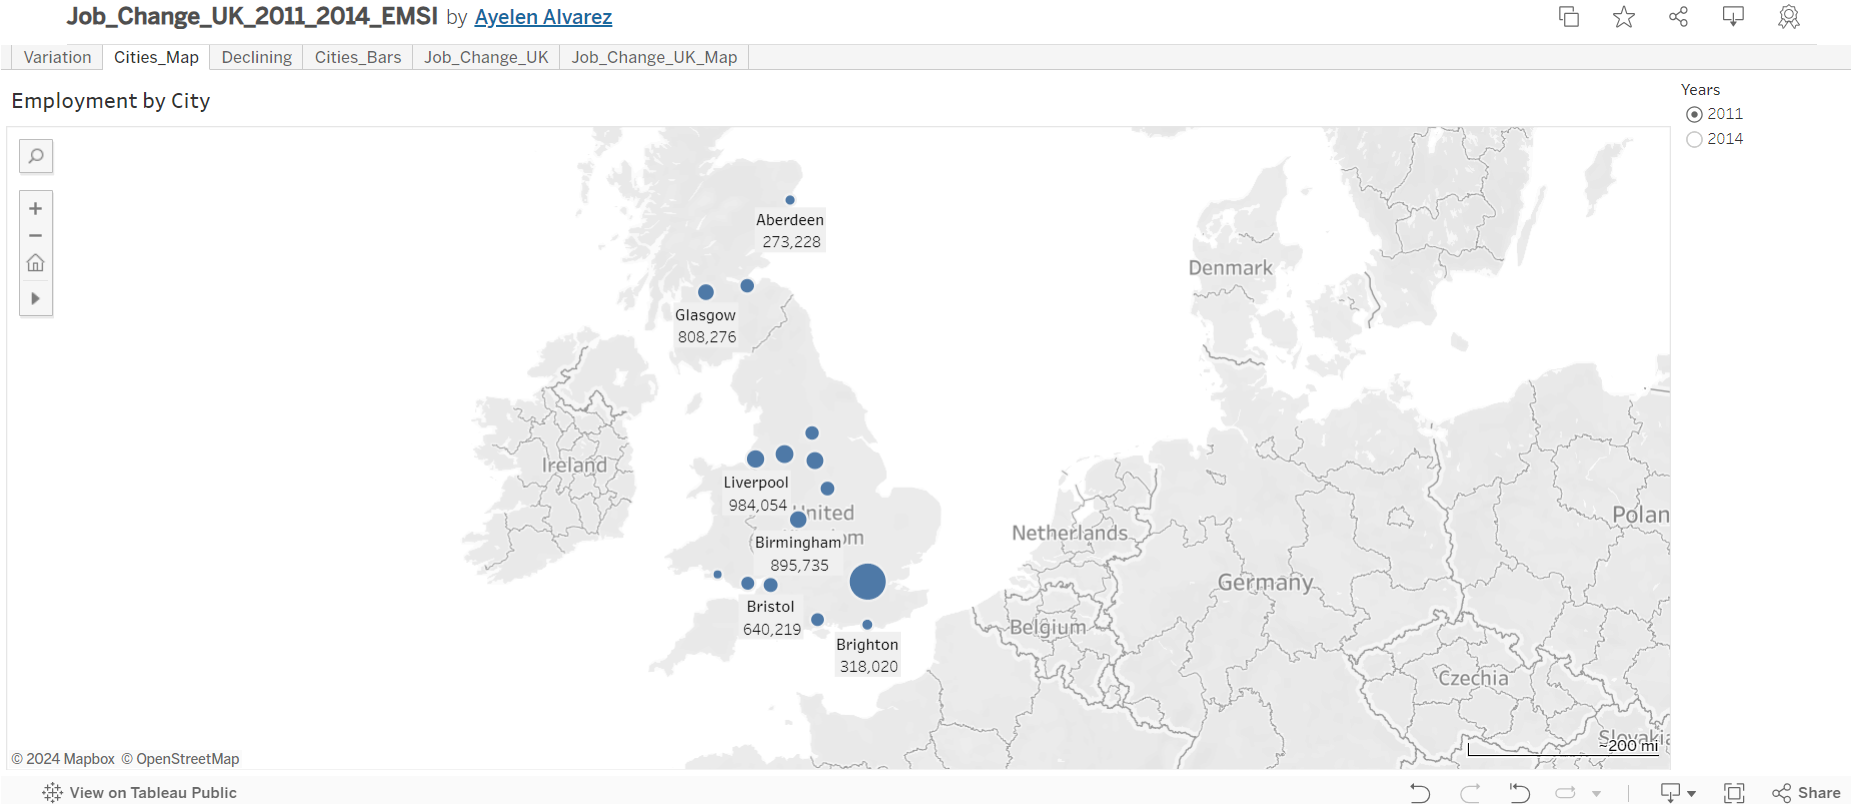 Job_Change_UK_2011_2014_EMSI by Ayelen Alvarez
Variation
Cities_Map
Declining
Cities_Bars
Job_Change_UK
Job_Change_UK_Map
Employment by City
Years
2011
2014
Aberdeen
273,228
Glasgow
808,276
Denmark
Ireland
Liverpool
984,054
United
om
Birmingham
895,735
Bristol
640,219
Brighton
318,020
Netherlands
Polan
Germany
Belgium
Czechia
Slovakia
~200 mi
© 2024 Mapbox © OpenStreetMap
View on Tableau Public
Share